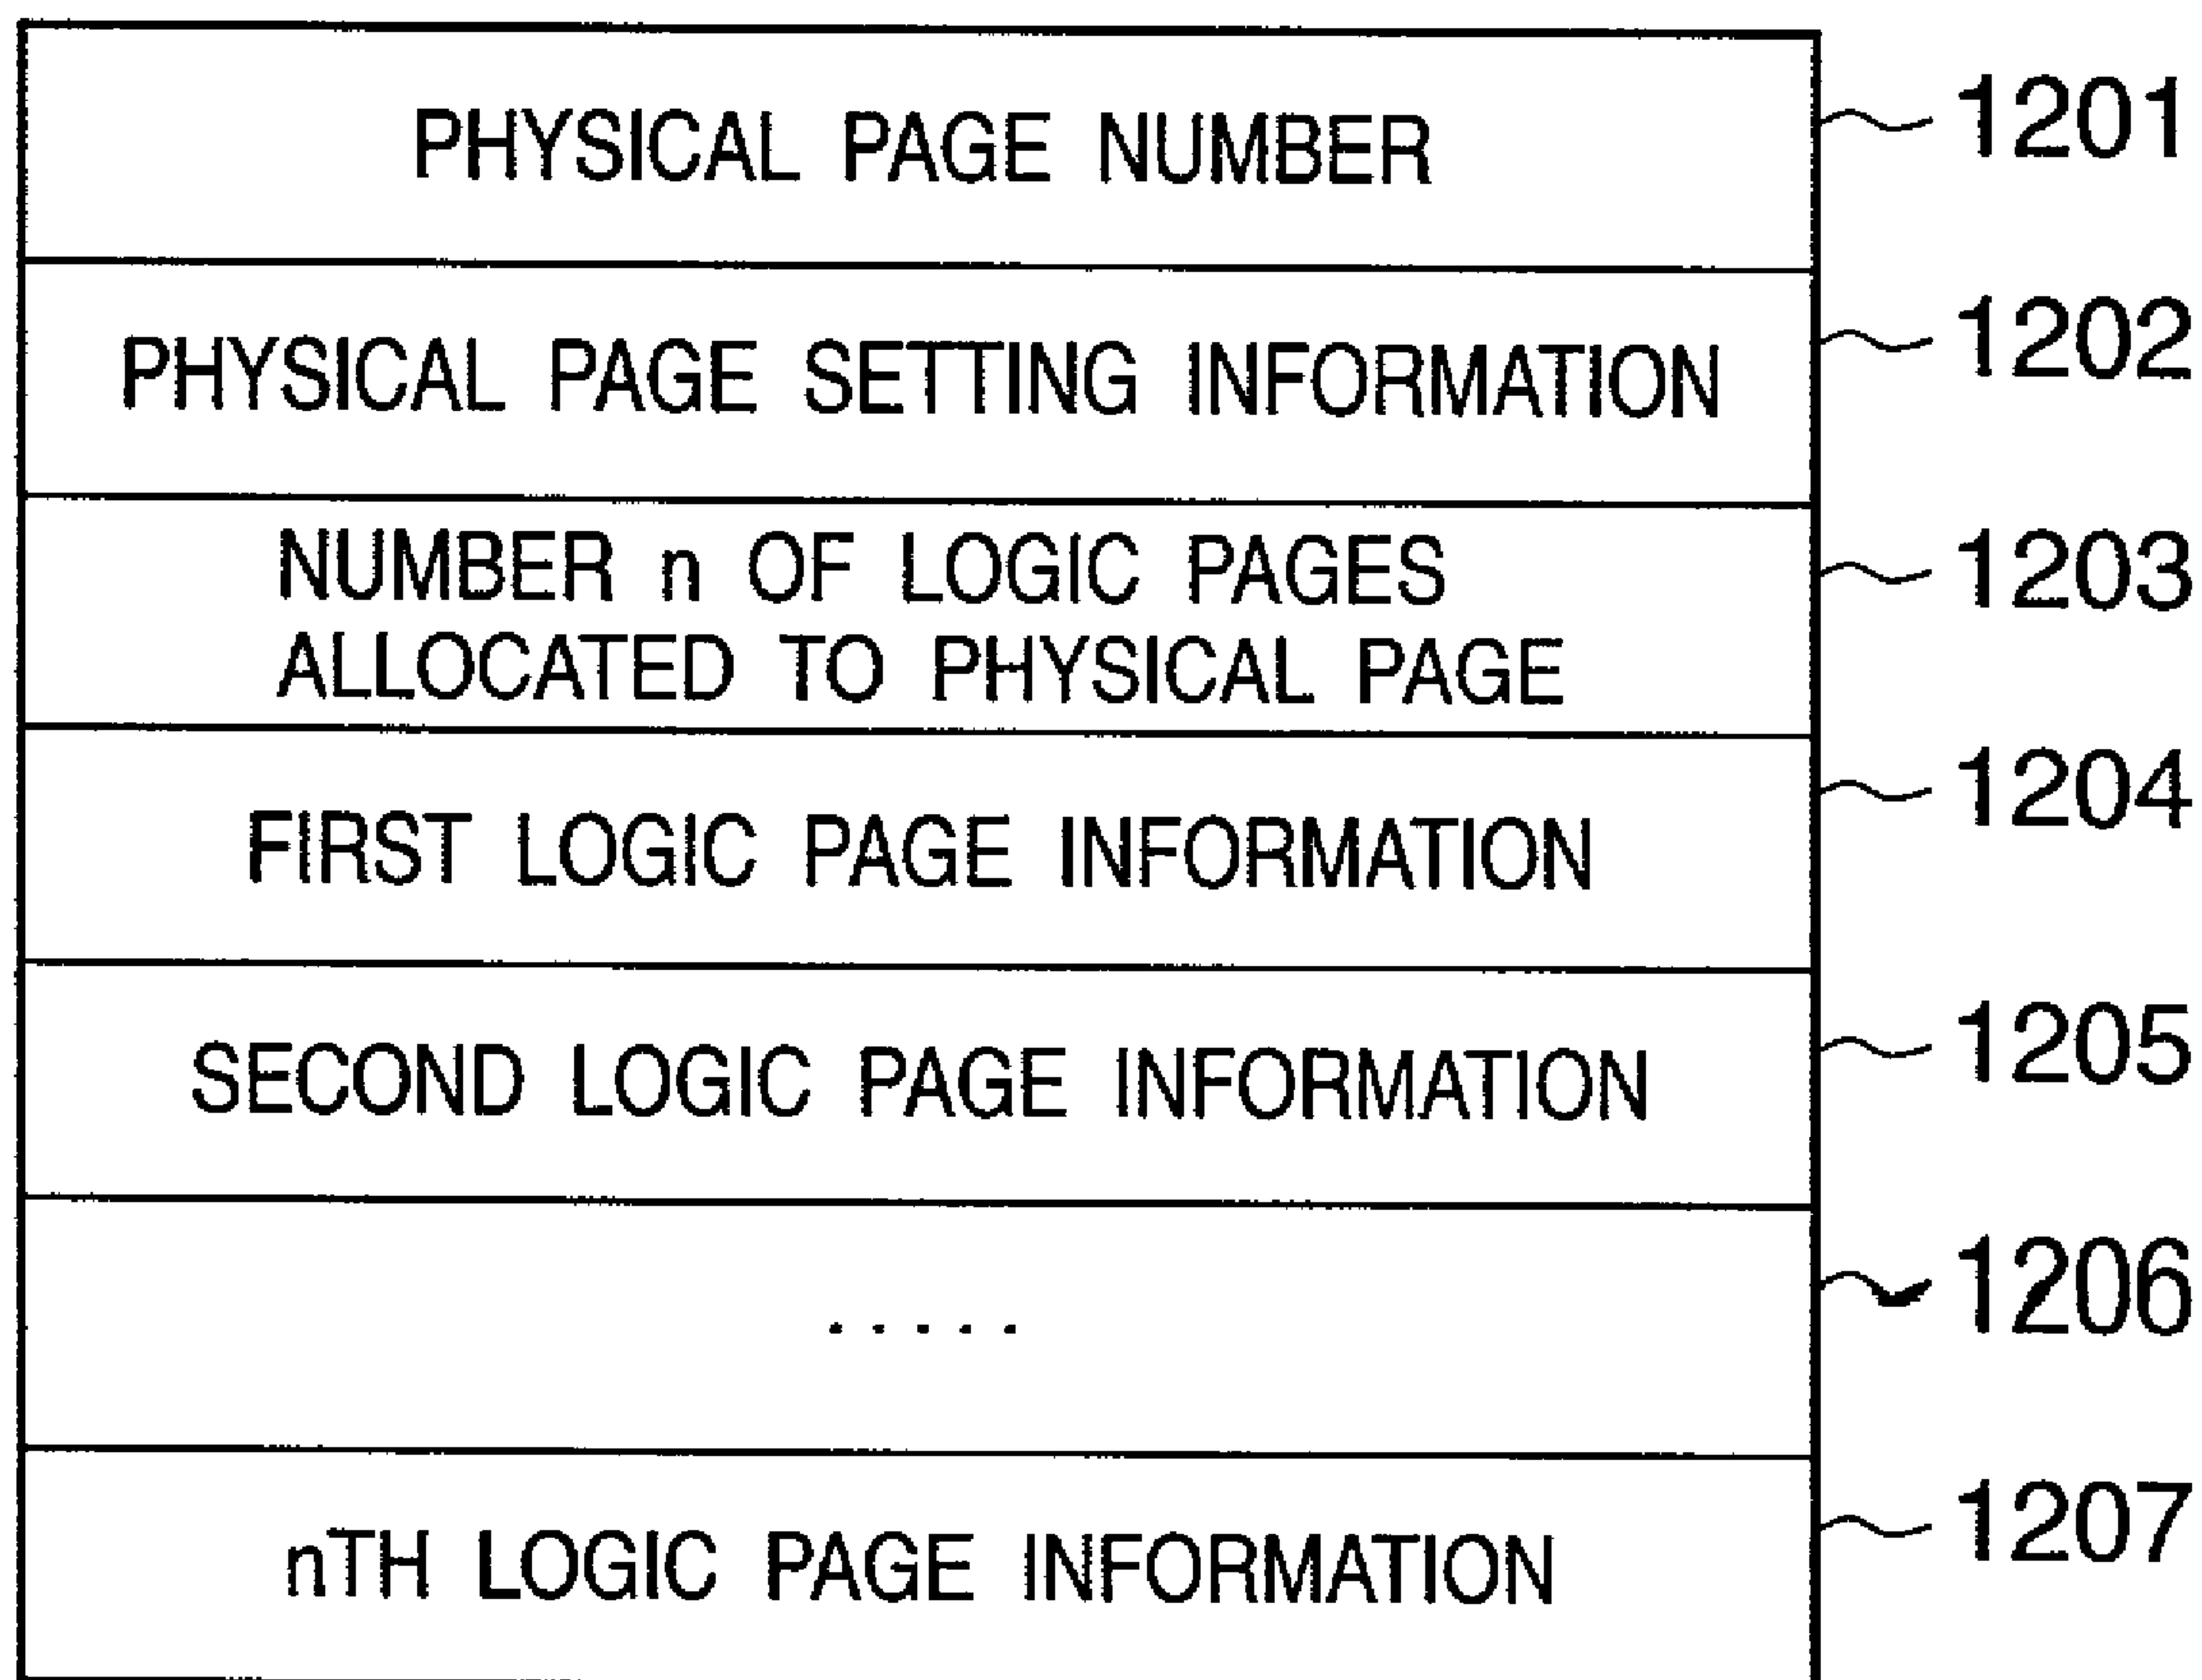 PHYSICAL PAGE NUMBER 1201
PHYSICAL PAGE SETTING INFORMATION 1202
NUMBER n OF LOGIC PAGES
ALLOCATED TO PHYSICAL PAGE 1203
FIRST LOGIC PAGE INFORMATION 1204
SECOND LOGIC PAGE INFORMATION 1205
..... 1206
nTH LOGIC PAGE INFORMATION 1207